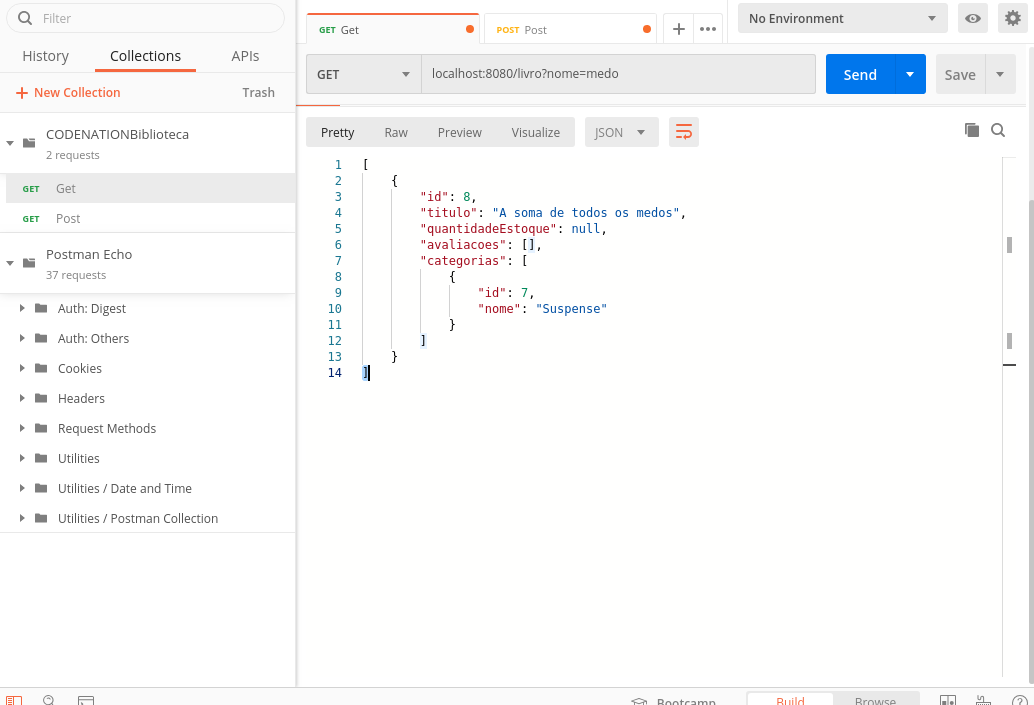 Filter
History Collections APIs
+ New Collection Trash
CODENATIONBiblioteca
2 requests
GET Get
GET Post
Postman Echo
37 requests
Auth: Digest
Auth: Others
Cookies
Headers
Request Methods
Utilities
Utilities / Date and Time
Utilities / Postman Collection
GET Get POST Post + ••• No Environment
GET localhost:8080/livro?nome=medo Send Save
Pretty Raw Preview Visualize JSON
1 [
2 {
3 "id": 8,
4 "titulo": "A soma de todos os medos",
5 "quantidadeEstoque": null,
6 "avaliacoes": [],
7 "categorias": [
8 {
9 "id": 7,
10 "nome": "Suspense"
11 }
12 ]
13 }
14 ]
Bootcamp Build Browse ?